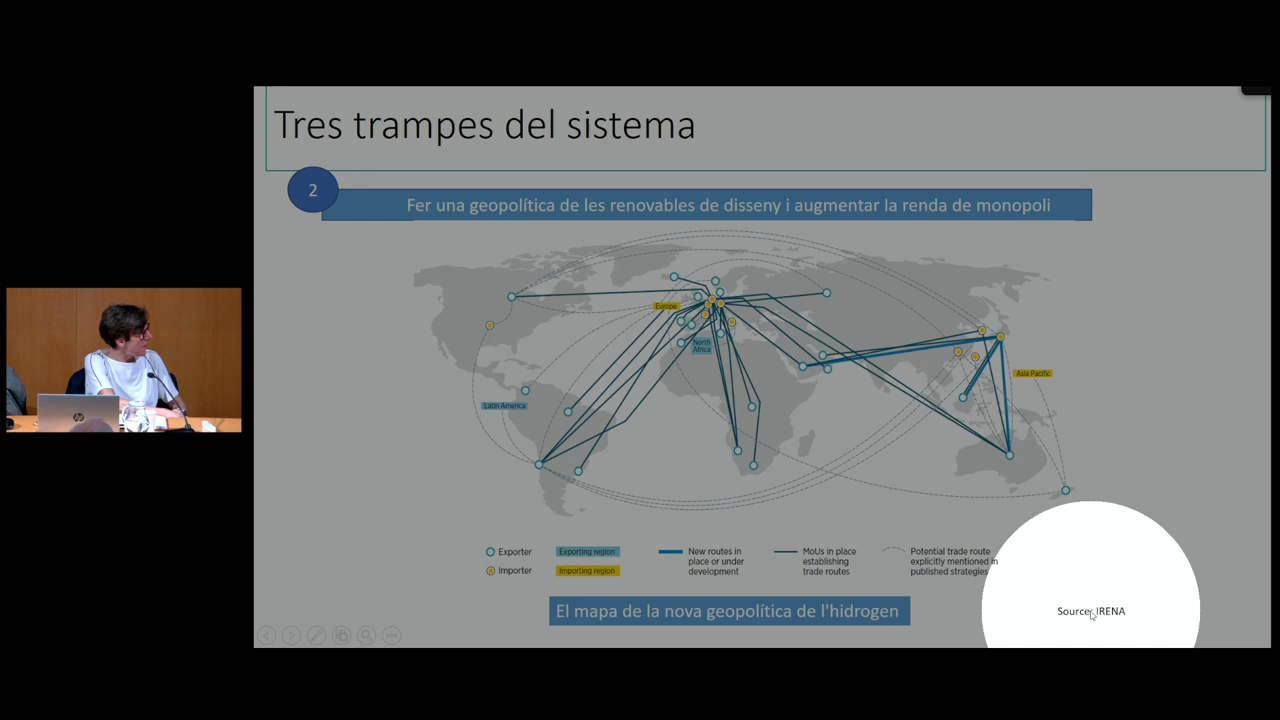 Tres trampes del sistema
2
Fer una geopolítica de les renovables de disseny i augmentar la renda de monopoli
Europe
North
Africa
Asia Pacific
Latin America
Exporter
Exporting region
New routes in
place or under
development
MoUs in place
establishing
trade routes
Potential trade route
explicitly mentioned in
published strategies
Importer
Importing region
El mapa de la nova geopolítica de l'hidrogen
Source: IRENA
hp